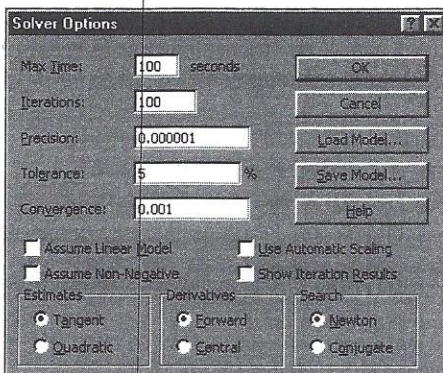 Solver Options
Max Time: 100 seconds OK
Iterations: 100 Cancel
Precision: 0.000001 Load Model...
Tolerance: 5 % Save Model...
Convergence: 0.001 Help
Assume Linear Model Use Automatic Scaling
Assume Non-Negative Show Iteration Results
Estimates Derivatives Search
Tangent Forward Newton
Quadratic Central Conjugate